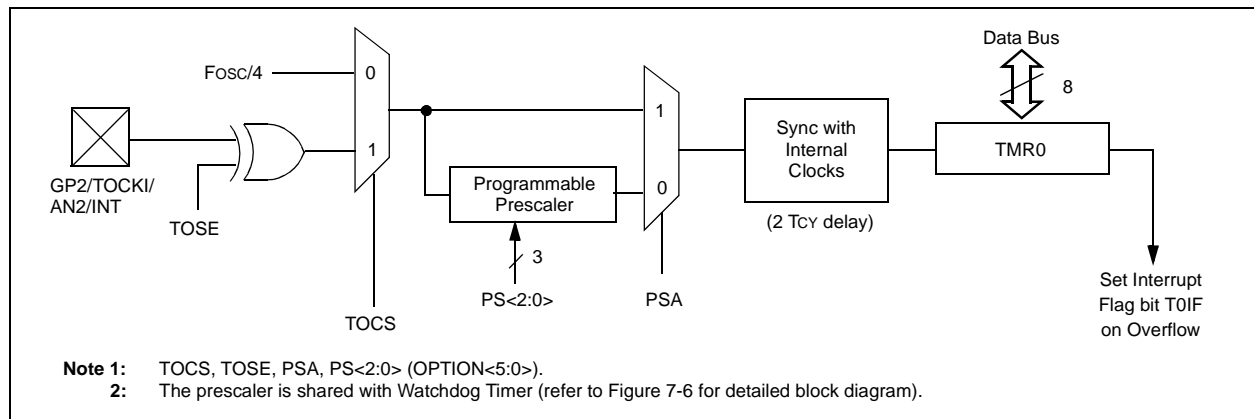 Data Bus
8
FOSC/4
0
1
GP2/TOCKI/
AN2/INT
TOSE
TOCS
Programmable
Prescaler
3
PS<2:0>
1
0
PSA
Sync with
Internal
Clocks
(2 TCY delay)
TMR0
Set Interrupt
Flag bit T0IF
on Overflow
Note 1: TOCS, TOSE, PSA, PS<2:0> (OPTION<5:0>).
2: The prescaler is shared with Watchdog Timer (refer to Figure 7-6 for detailed block diagram).